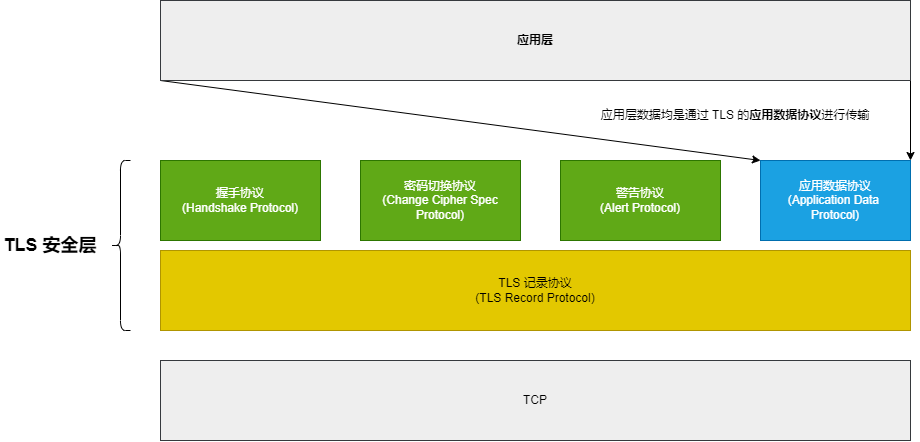 应用层
应用层数据均是通过 TLS 的应用数据协议进行传输
握手协议
(Handshake Protocol)
密码切换协议
(Change Cipher Spec
Protocol)
警告协议
(Alert Protocol)
应用数据协议
(Application Data
Protocol)
TLS 安全层
TLS 记录协议
(TLS Record Protocol)
TCP